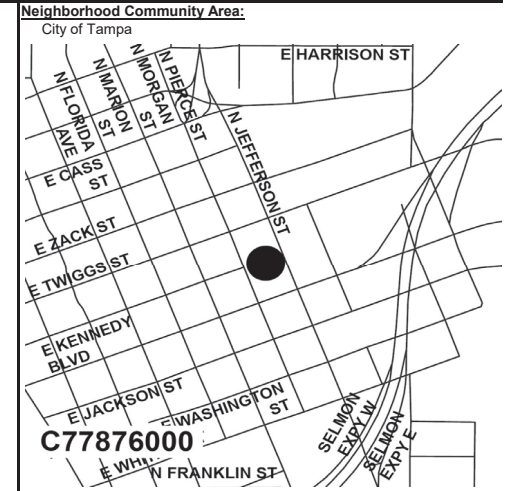 Neighborhood Community Area:
City of Tampa
E HARRISON ST
N PIERCE ST
N MORGAN
ST
N MARION
ST
N FLORIDA
AVE
N JEFFERSON ST
E CASS
ST
E ZACK ST
E TWIGGS ST
E KENNEDY
BLVD
E JACKSON ST
E WASHINGTON
ST
SELMON
EXPY W
SELMON
EXPY E
C77876000
N FRANKLIN ST